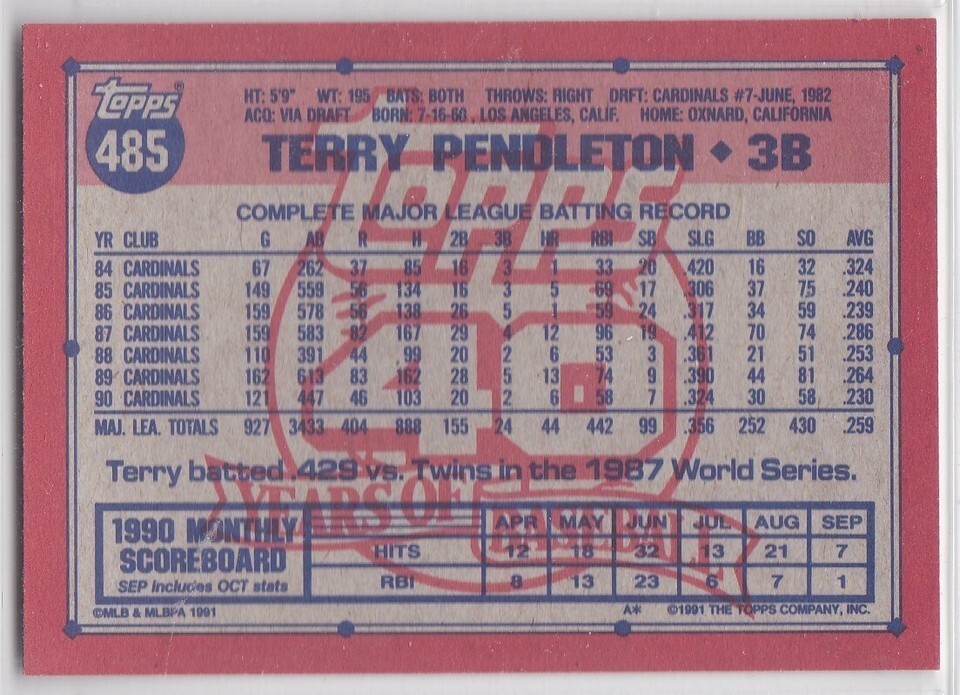 Topps®
485
HT: 5'9" WT: 195 BATS: BOTH THROWS: RIGHT DRFT: CARDINALS #7-JUNE, 1982
ACQ: VIA DRAFT BORN: 7-16-60 , LOS ANGELES, CALIF. HOME: OXNARD, CALIFORNIA
TERRY PENDLETON ◆ 3B
COMPLETE MAJOR LEAGUE BATTING RECORD
YR CLUB G AB R H 2B 3B HR RBI SB SLG BB SO AVG
84 CARDINALS 67 262 37 85 16 3 1 33 20 .420 16 32 .324
85 CARDINALS 149 559 56 134 16 3 5 69 17 .306 37 75 .240
86 CARDINALS 159 578 56 138 26 5 1 59 24 .317 34 59 .239
87 CARDINALS 159 583 82 167 29 4 12 96 19 .412 70 74 .286
88 CARDINALS 110 391 44 99 20 2 6 53 3 .361 21 51 .253
89 CARDINALS 162 613 83 162 28 5 13 74 9 .390 44 81 .264
90 CARDINALS 121 447 46 103 20 2 6 58 7 .324 30 58 .230
MAJ. LEA. TOTALS 927 3433 404 888 155 24 44 442 99 .356 252 430 .259
Terry batted .429 vs. Twins in the 1987 World Series.
Topps
40
YEARS OF
BASEBALL
1990 MONTHLY
SCOREBOARD
SEP includes OCT stats
APR MAY JUN JUL AUG SEP
HITS 12 18 32 13 21 7
RBI 8 13 23 6 7 1
©MLB & MLBPA 1991 A* ©1991 THE TOPPS COMPANY, INC.